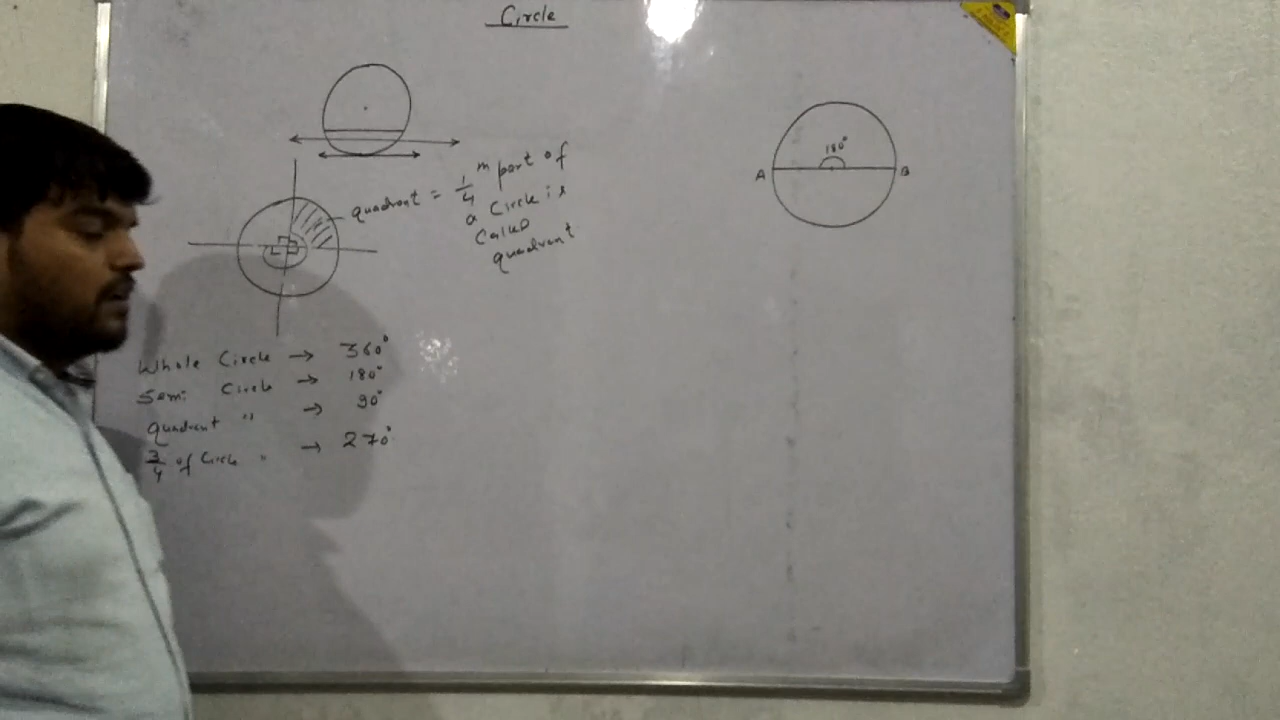 Circle
quadrant = 1/4 th part of
a circle is
called
quadrant
180°
A B
Whole Circle → 360°
Semi Circle → 180°
quadrant " → 90°
3/4 of Circle " → 270°